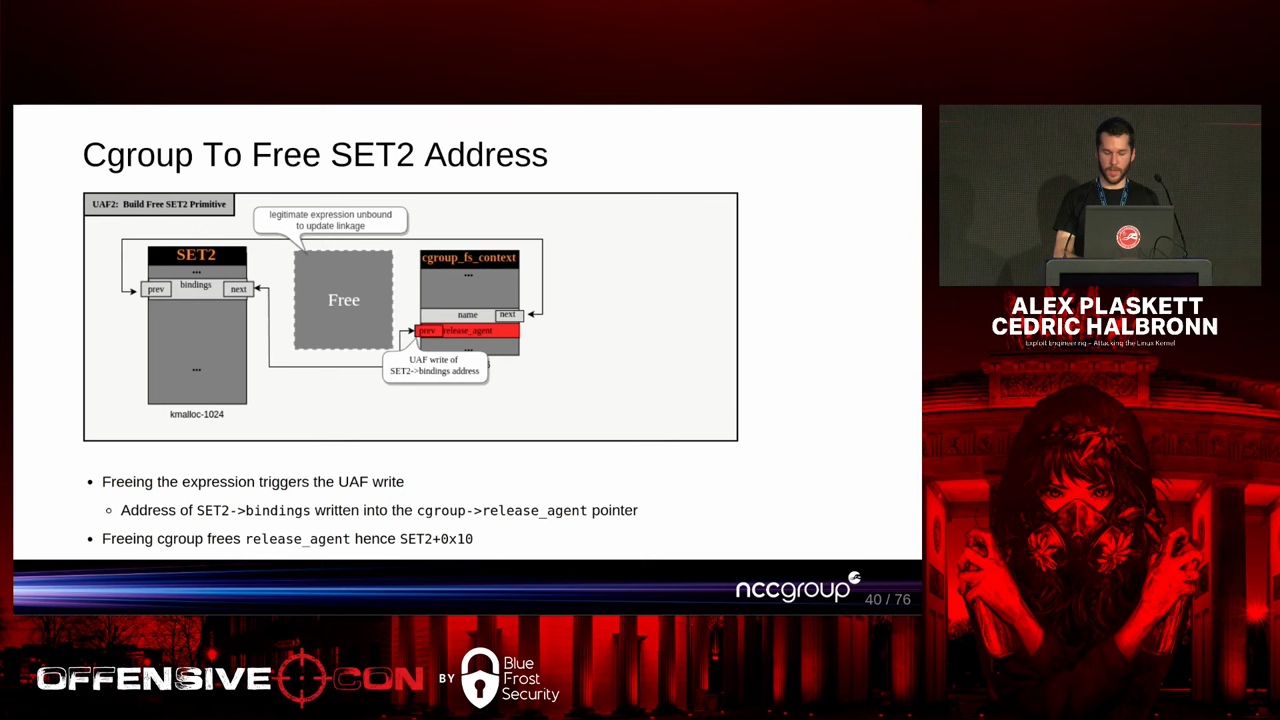 Cgroup To Free SET2 Address
UAF2: Build Free SET2 Primitive
legitimate expression unbound
to update linkage
SET2
...
prev
bindings
next
...
kmalloc-1024
Free
cgroup_fs_context
...
name
next
prev
release_agent
...
UAF write of
SET2->bindings address
• Freeing the expression triggers the UAF write
◦ Address of SET2->bindings written into the cgroup->release_agent pointer
• Freeing cgroup frees release_agent hence SET2+0x10
nccgroup
40 / 76
ALEX PLASKETT
CEDRIC HALBRONN
Exploit Engineering – Attacking the Linux Kernel
OFFENSIVE CON
BY
Blue
Frost
Security